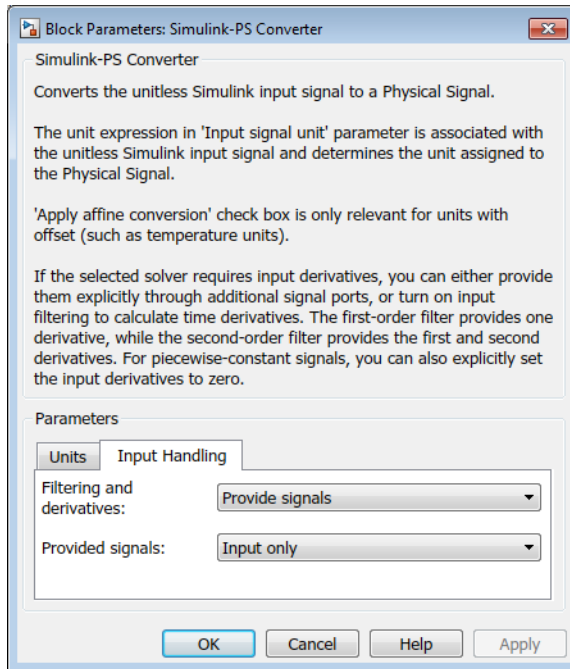 Block Parameters: Simulink-PS Converter
Simulink-PS Converter
Converts the unitless Simulink input signal to a Physical Signal.
The unit expression in 'Input signal unit' parameter is associated with
the unitless Simulink input signal and determines the unit assigned to
the Physical Signal.
'Apply affine conversion' check box is only relevant for units with
offset (such as temperature units).
If the selected solver requires input derivatives, you can either provide
them explicitly through additional signal ports, or turn on input
filtering to calculate time derivatives. The first-order filter provides one
derivative, while the second-order filter provides the first and second
derivatives. For piecewise-constant signals, you can also explicitly set
the input derivatives to zero.
Parameters
Units Input Handling
Filtering and
derivatives: Provide signals
Provided signals: Input only
OK Cancel Help Apply